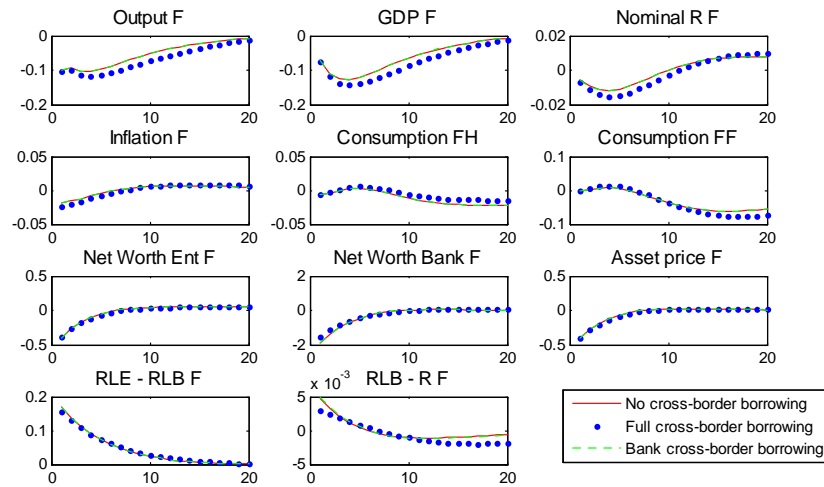 Output F
GDP F
Nominal R F
0
-0.1
-0.2
0 10 20
0
-0.1
-0.2
0 10 20
0.02
0
-0.02
0 10 20
Inflation F
Consumption FH
Consumption FF
0.05
0
-0.05
0 10 20
0.05
0
-0.05
0 10 20
0.1
0
-0.1
0 10 20
Net Worth Ent F
Net Worth Bank F
Asset price F
0.5
0
-0.5
0 10 20
2
0
-2
0 10 20
0.5
0
-0.5
0 10 20
RLE - RLB F
RLB - R F
0.2
0.1
0
0 10 20
x 10⁻³
5
0
-5
0 10 20
No cross-border borrowing
Full cross-border borrowing
Bank cross-border borrowing